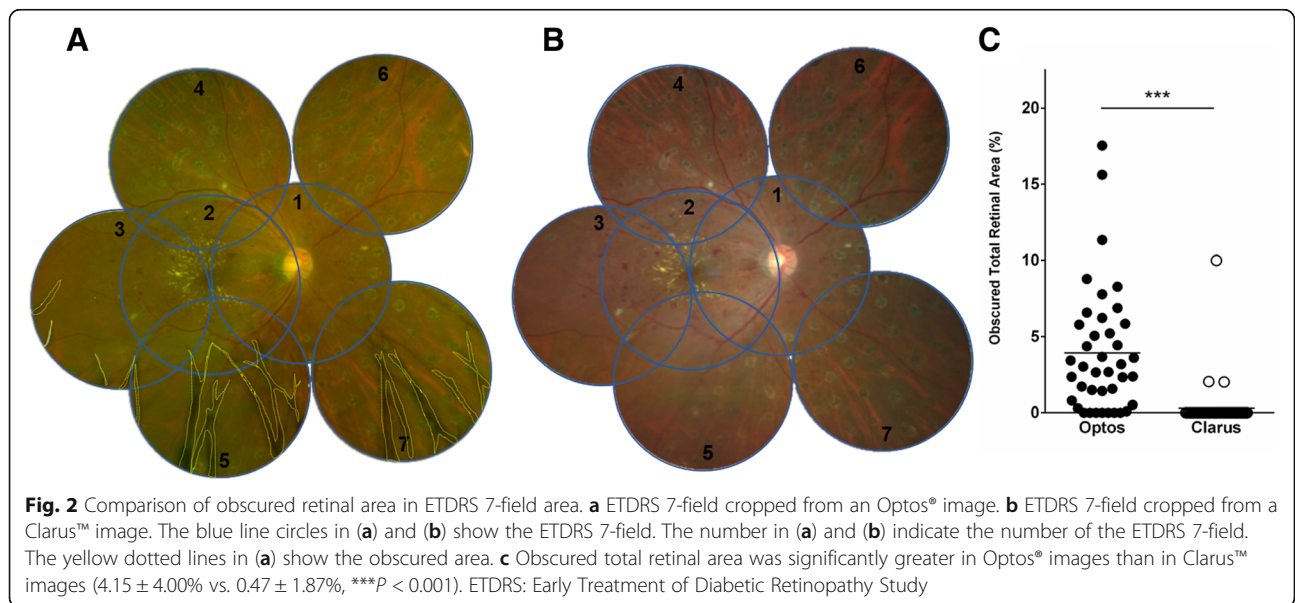 A
B
C
4
6
1
2
3
5
7
4
6
1
2
3
5
7
Obscured Total Retinal Area (%)
20
15
10
5
0
***
Optos
Clarus
Fig. 2 Comparison of obscured retinal area in ETDRS 7-field area. a ETDRS 7-field cropped from an Optos® image. b ETDRS 7-field cropped from a
Clarus™ image. The blue line circles in (a) and (b) show the ETDRS 7-field. The number in (a) and (b) indicate the number of the ETDRS 7-field.
The yellow dotted lines in (a) show the obscured area. c Obscured total retinal area was significantly greater in Optos® images than in Clarus™
images (4.15 ± 4.00% vs. 0.47 ± 1.87%, ***P < 0.001). ETDRS: Early Treatment of Diabetic Retinopathy Study